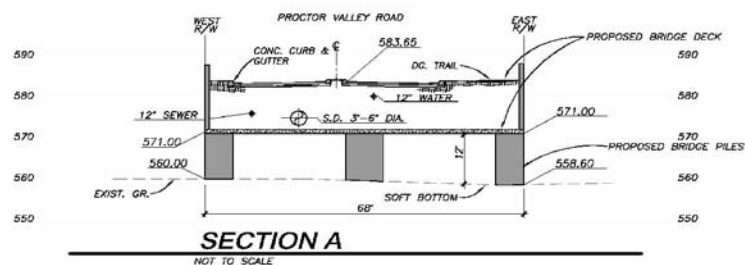 WEST
R/W
PROCTOR VALLEY ROAD
EAST
R/W
590
CONC. CURB &
GUTTER
℄
583.65
DG. TRAIL
PROPOSED BRIDGE DECK
590
580
12" SEWER
S.D. 3'-6" DIA.
12" WATER
580
570
571.00
571.00
570
560.00
12'
PROPOSED BRIDGE PILES
558.60
560
EXIST. GR.
SOFT BOTTOM
560
550
68'
550
SECTION A
NOT TO SCALE